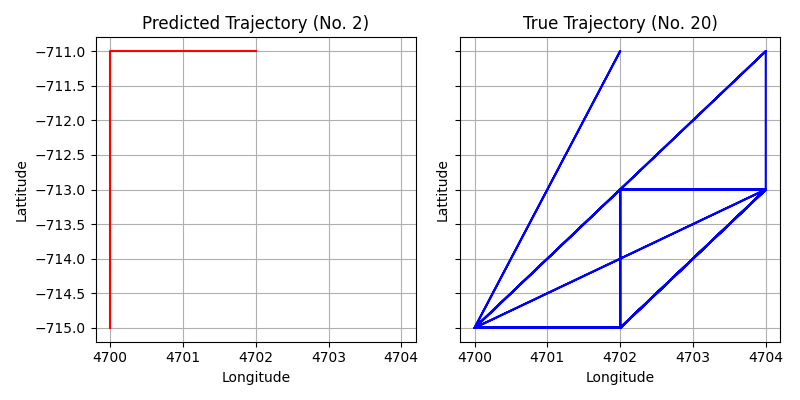 Predicted Trajectory (No. 2)
True Trajectory (No. 20)
−711.0
−711.5
−712.0
−712.5
−713.0
−713.5
−714.0
−714.5
−715.0
Lattitude
Lattitude
4700 4701 4702 4703 4704
4700 4701 4702 4703 4704
Longitude
Longitude